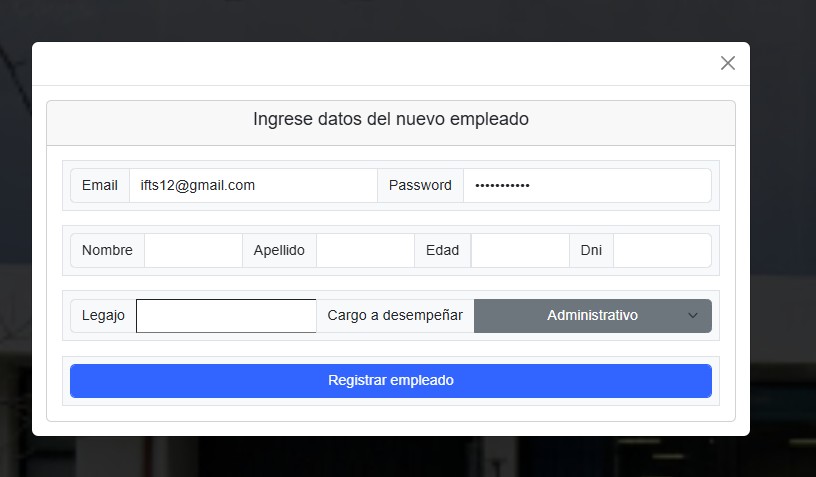 Ingrese datos del nuevo empleado
Email ifts12@gmail.com Password •••••••••••
Nombre Apellido Edad Dni
Legajo Cargo a desempeñar Administrativo
Registrar empleado